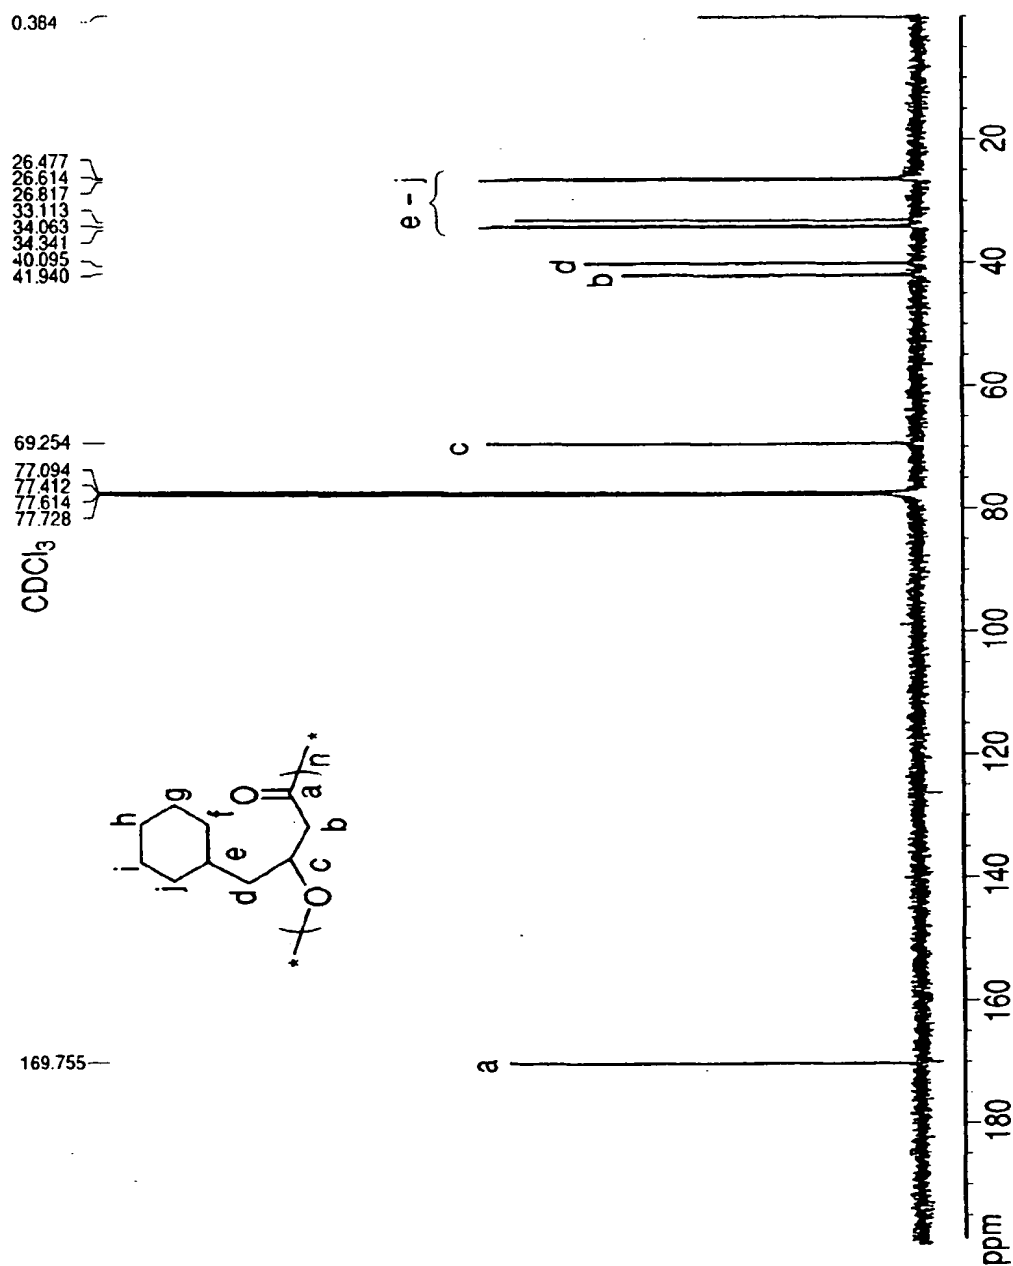 0.384
26.477
26.614
26.817
33.113
34.063
34.341
40.095
41.940
69.254
77.094
77.412
77.614
77.728
CDCl3
169.755
e - j
d
b
c
a
h
g
i
f
j
e
O
d
c
b
a
n
*
O
*
20
40
60
80
100
120
140
160
180
ppm